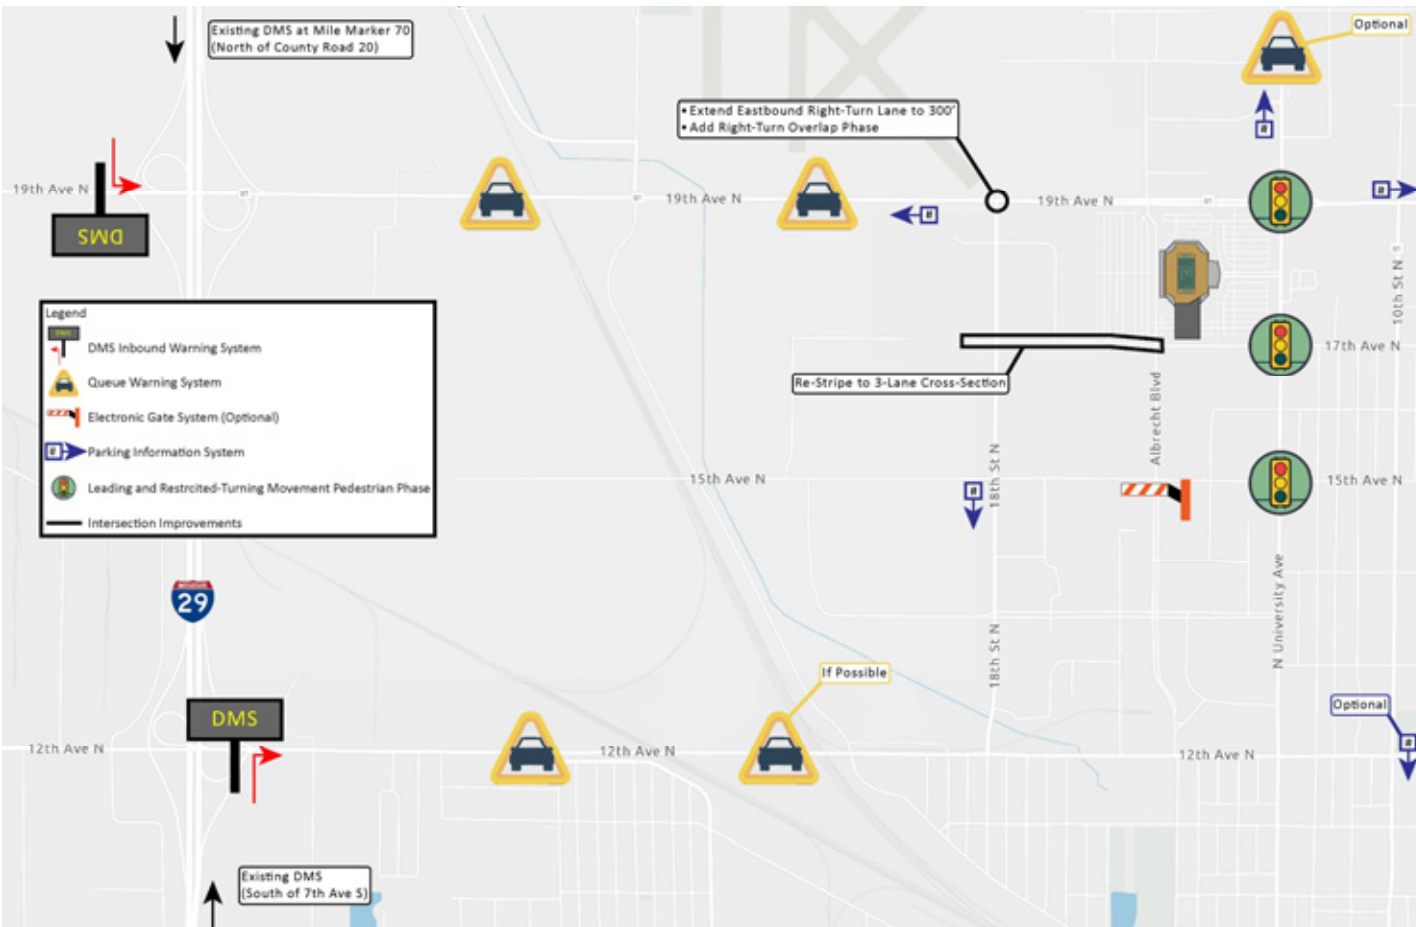 Existing DMS at Mile Marker 70
(North of County Road 20)
Optional
• Extend Eastbound Right-Turn Lane to 300'
• Add Right-Turn Overlap Phase
19th Ave N
19th Ave N
19th Ave N
DMS
10th St N
Legend
DMS Inbound Warning System
Queue Warning System
Electronic Gate System (Optional)
# Parking Information System
Leading and Restrcited-Turning Movement Pedestrian Phase
Intersection Improvements
17th Ave N
Re-Stripe to 3-Lane Cross-Section
Albrecht Blvd
18th St N
15th Ave N
15th Ave N
29
N University Ave
18th St N
If Possible
Optional
DMS
12th Ave N
12th Ave N
12th Ave N
Existing DMS
(South of 7th Ave S)